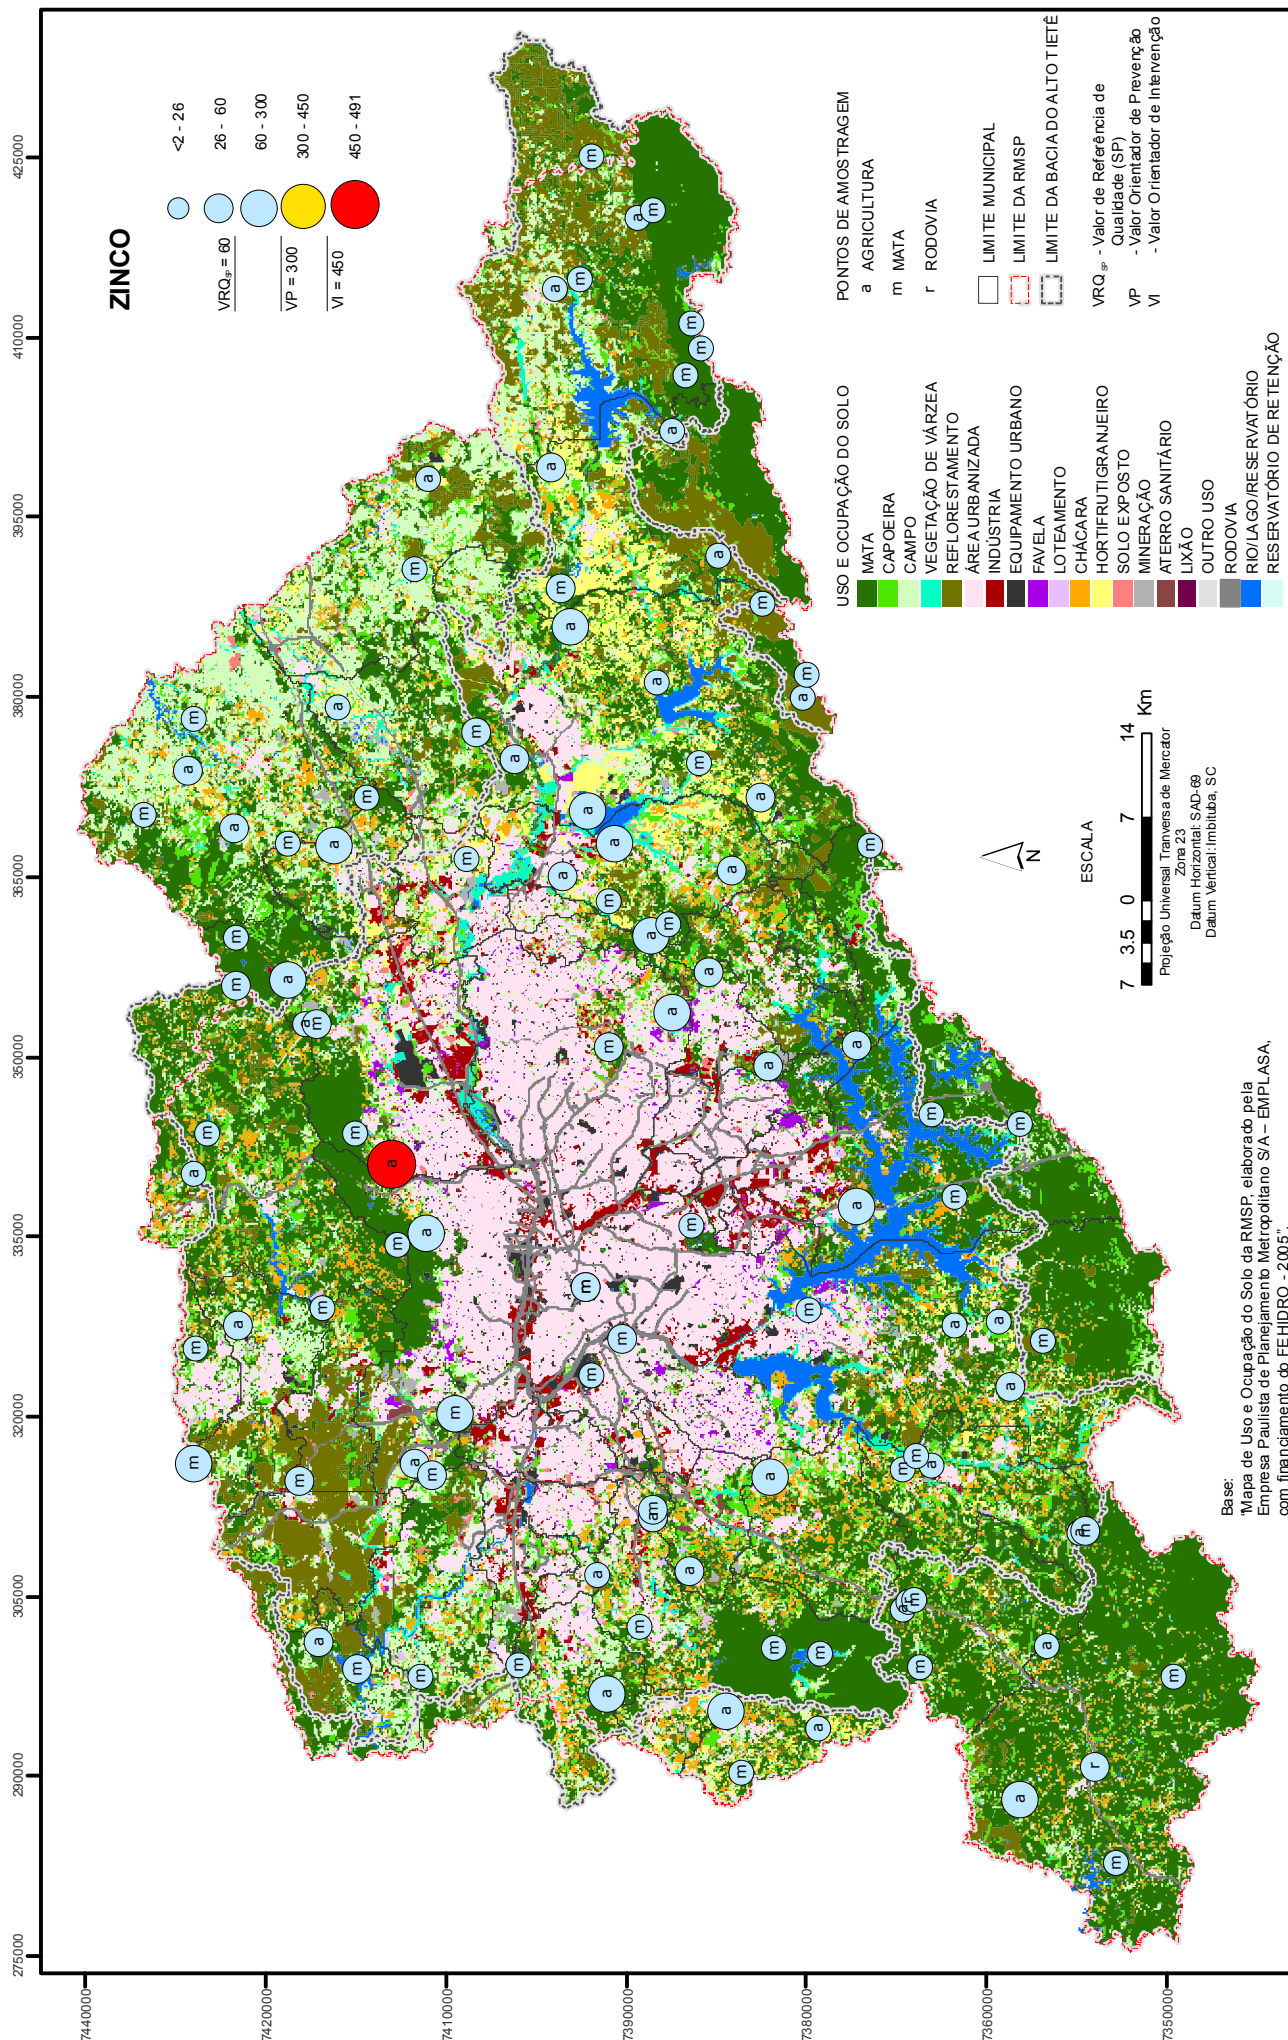 ZINCO
<2 - 26
26 - 60
VRQSP = 60
60 - 300
VP = 300
300 - 450
VI = 450
450 - 491
PONTOS DE AMOSTRAGEM
a AGRICULTURA
m MATA
r RODOVIA
LIMITE MUNICIPAL
LIMITE DA RMSP
LIMITE DA BACIA DO ALTO TIETÊ
VRQ SP - Valor de Referência de
Qualidade (SP)
VP - Valor Orientador de Prevenção
VI - Valor Orientador de Intervenção
USO E OCUPAÇÃO DO SOLO
MATA
CAPOEIRA
CAMPO
VEGETAÇÃO DE VÁRZEA
REFLORESTAMENTO
ÁREA URBANIZADA
INDÚSTRIA
EQUIPAMENTO URBANO
FAVELA
LOTEAMENTO
CHÁCARA
HORTIFRUTIGRANJEIRO
SOLO EXPOSTO
MINERAÇÃO
ATERRO SANITÁRIO
LIXÃO
OUTRO USO
RODOVIA
RIO/LAGO/RESERVATÓRIO
RESERVATÓRIO DE RETENÇÃO
N
ESCALA
7 3.5 0 7 14
Km
Projeção Universal Tranversa de Mercator
Zona 23
Datum Horizontal: SAD-69
Datum Vertical: Imbituba, SC
Base:
"Mapa de Uso e Ocupação do Solo da RMSP, elaborado pela
Empresa Paulista de Planejamento Metropolitano S/A – EMPLASA,
com financiamento do FEHIDRO - 2005".
275000
290000
305000
320000
335000
350000
365000
380000
395000
410000
425000
7440000
7420000
7410000
7390000
7380000
7360000
7350000